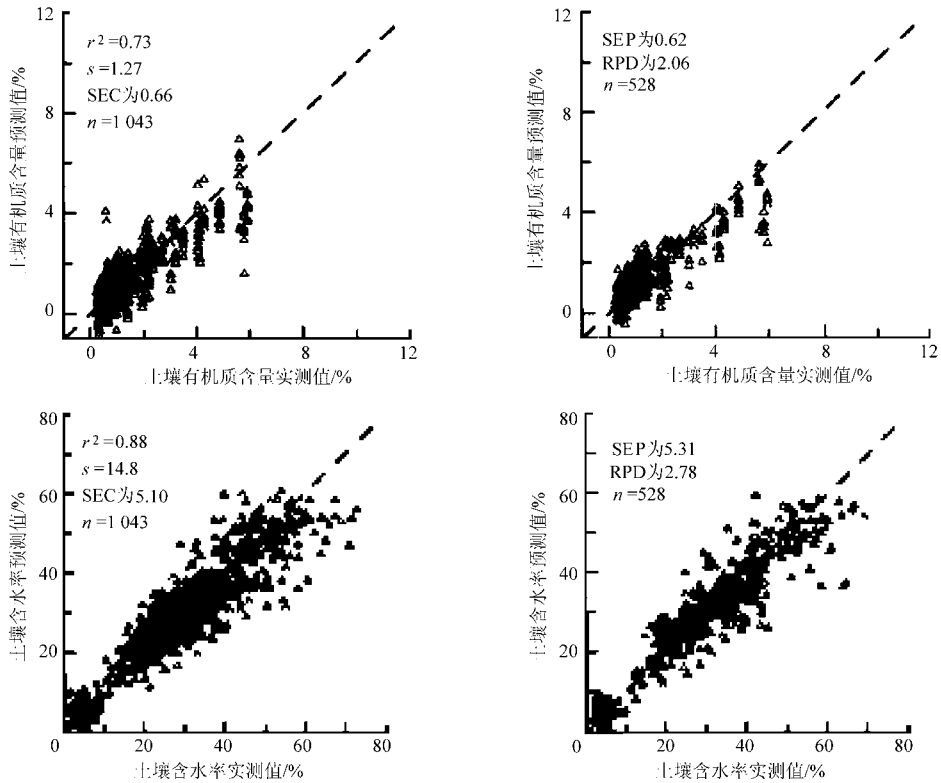 12
8
4
0
r²=0.73
s=1.27
SEC为0.66
n=1 043
土壤有机质含量预测值/%
0
4
8
12
土壤有机质含量实测值/%
12
8
4
0
SEP为0.62
RPD为2.06
n=528
土壤有机质含量预测值/%
0
4
8
12
土壤有机质含量实测值/%
80
60
40
20
0
r²=0.88
s=14.8
SEC为5.10
n=1 043
土壤含水率预测值/%
20
40
60
80
土壤含水率实测值/%
80
60
40
20
0
SEP为5.31
RPD为2.78
n=528
土壤含水率预测值/%
20
40
60
80
土壤含水率实测值/%